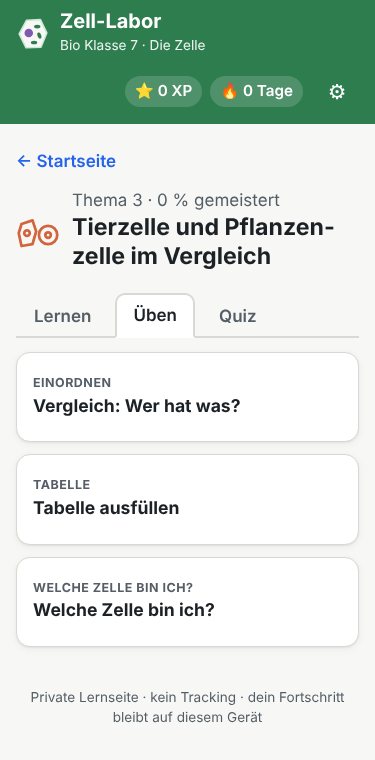 Zell-Labor
Bio Klasse 7 · Die Zelle
⭐ 0 XP
🔥 0 Tage
← Startseite
Thema 3 · 0 % gemeistert
Tierzelle und Pflanzen-
zelle im Vergleich
Lernen
Üben
Quiz
EINORDNEN
Vergleich: Wer hat was?
TABELLE
Tabelle ausfüllen
WELCHE ZELLE BIN ICH?
Welche Zelle bin ich?
Private Lernseite · kein Tracking · dein Fortschritt
bleibt auf diesem Gerät